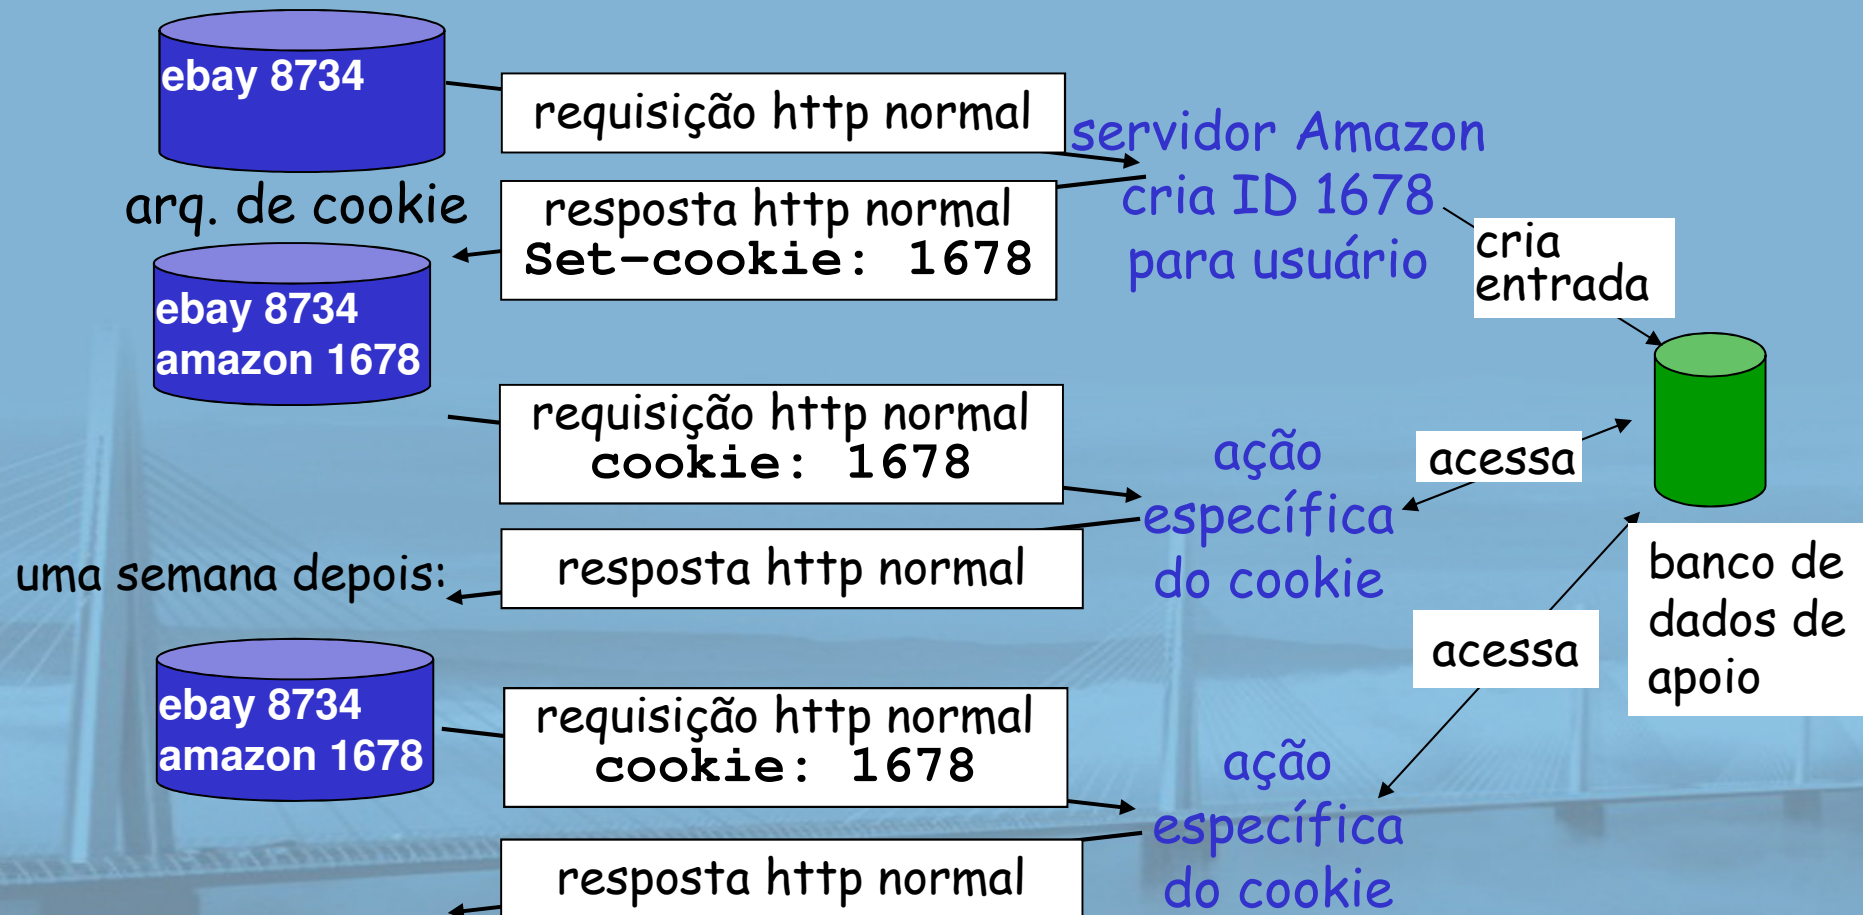 ebay 8734
requisição http normal
servidor Amazon
cria ID 1678
para usuário
arq. de cookie
resposta http normal
Set-cookie: 1678
cria
entrada
ebay 8734
amazon 1678
requisição http normal
cookie: 1678
ação
específica
do cookie
acessa
resposta http normal
uma semana depois:
banco de
dados de
apoio
acessa
ebay 8734
amazon 1678
requisição http normal
cookie: 1678
ação
específica
do cookie
resposta http normal